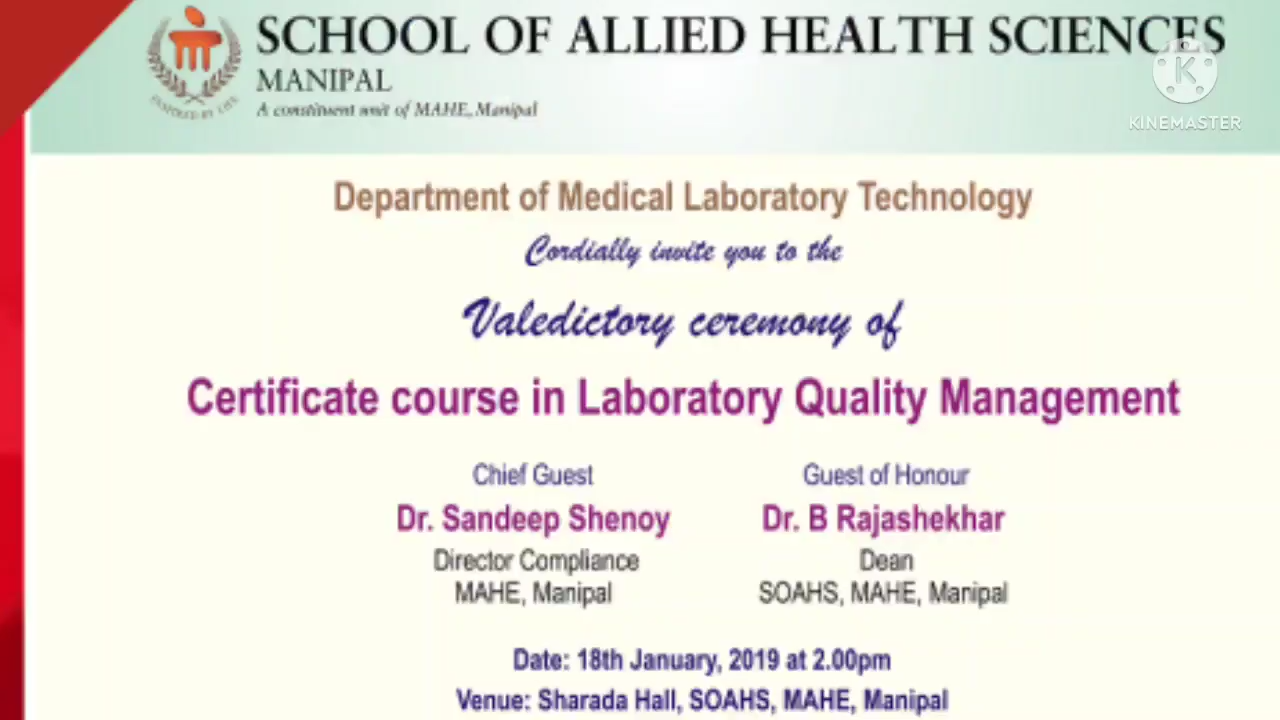 SCHOOL OF ALLIED HEALTH SCIENCES
MANIPAL
A constituent unit of MAHE, Manipal
INSPIRED BY LIFE
KINEMASTER
Department of Medical Laboratory Technology
Cordially invite you to the
Valedictory ceremony of
Certificate course in Laboratory Quality Management
Chief Guest
Dr. Sandeep Shenoy
Director Compliance
MAHE, Manipal
Guest of Honour
Dr. B Rajashekhar
Dean
SOAHS, MAHE, Manipal
Date: 18th January, 2019 at 2.00pm
Venue: Sharada Hall, SOAHS, MAHE, Manipal